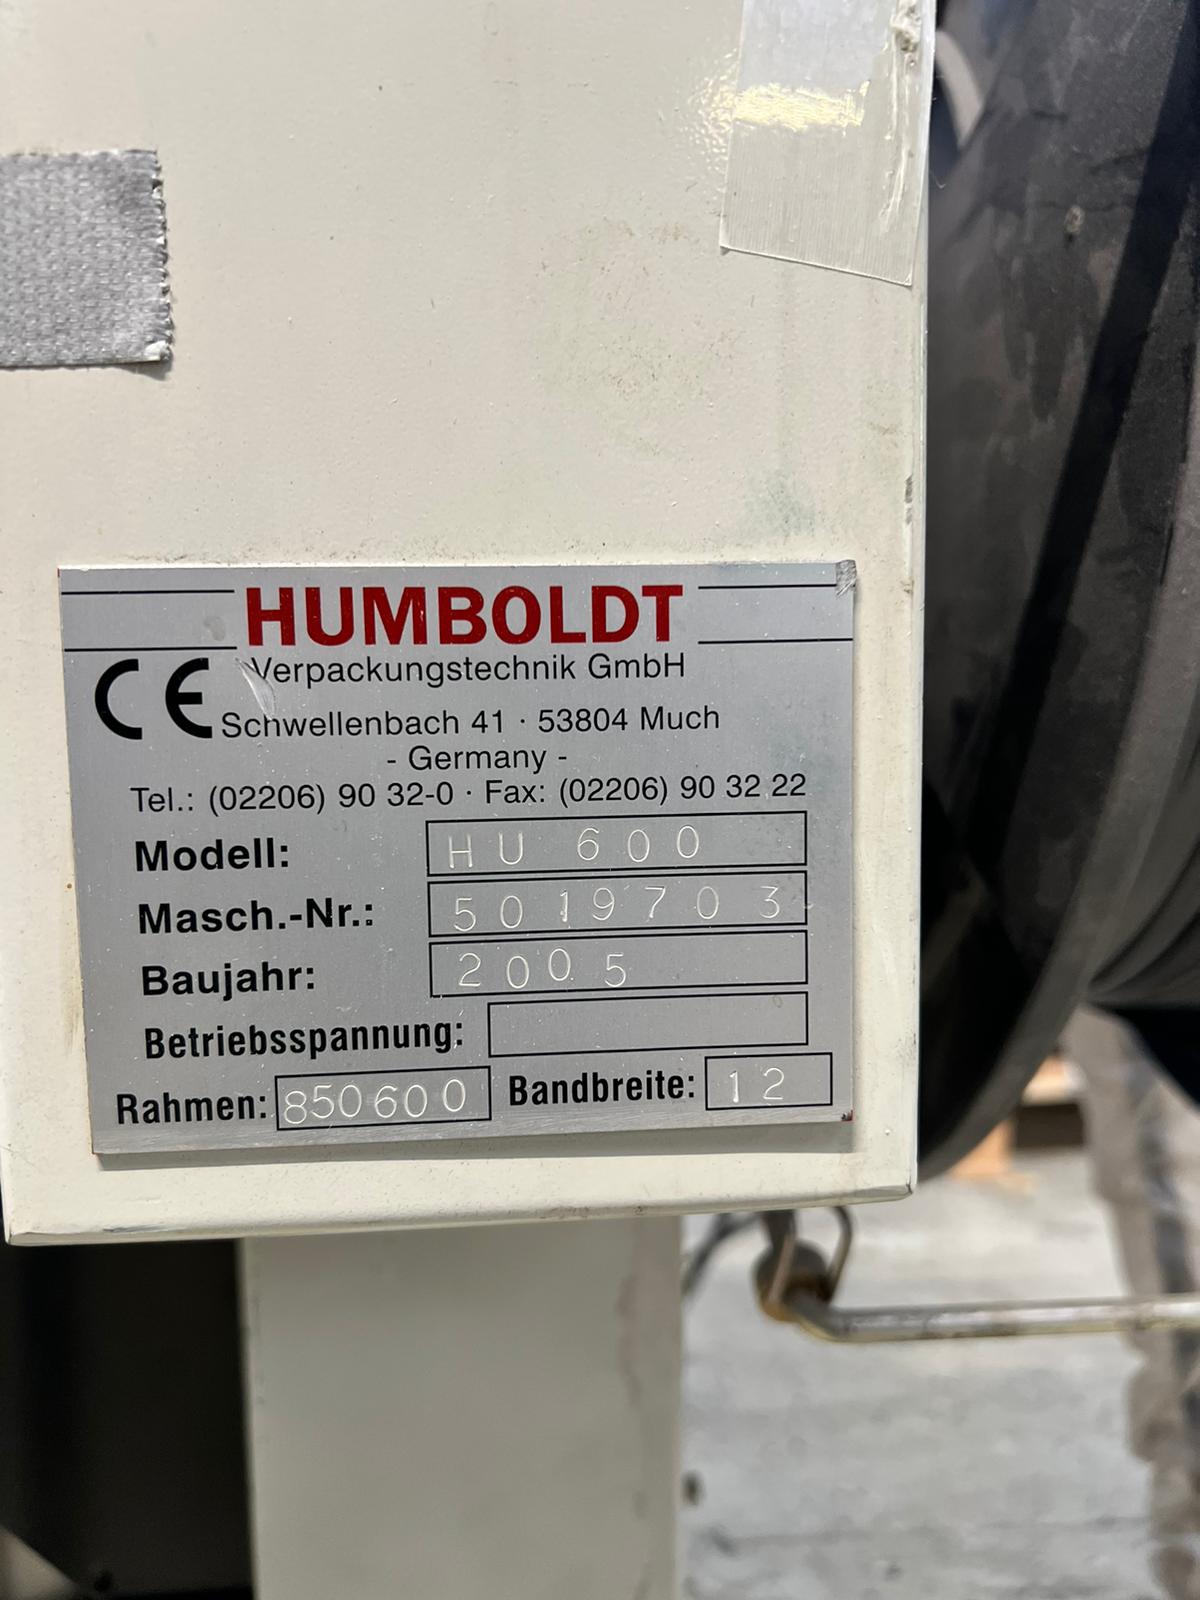 HUMBOLDT
CE Verpackungstechnik GmbH
Schwellenbach 41 · 53804 Much
- Germany -
Tel.: (02206) 90 32-0 · Fax: (02206) 90 32 22
Modell: HU 600
Masch.-Nr.: 5019703
Baujahr: 2005
Betriebsspannung:
Rahmen: 850600 Bandbreite: 12